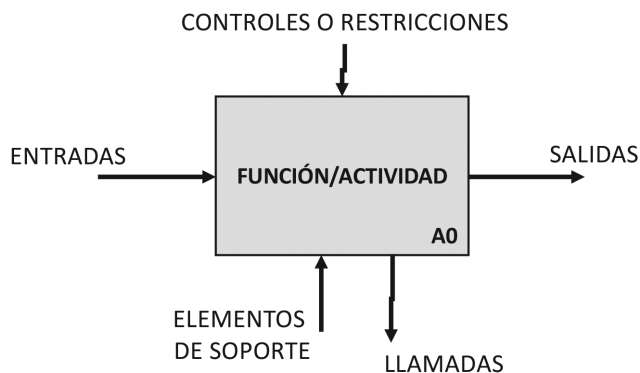 CONTROLES O RESTRICCIONES
ENTRADAS
FUNCIÓN/ACTIVIDAD
SALIDAS
A0
ELEMENTOS
DE SOPORTE
LLAMADAS